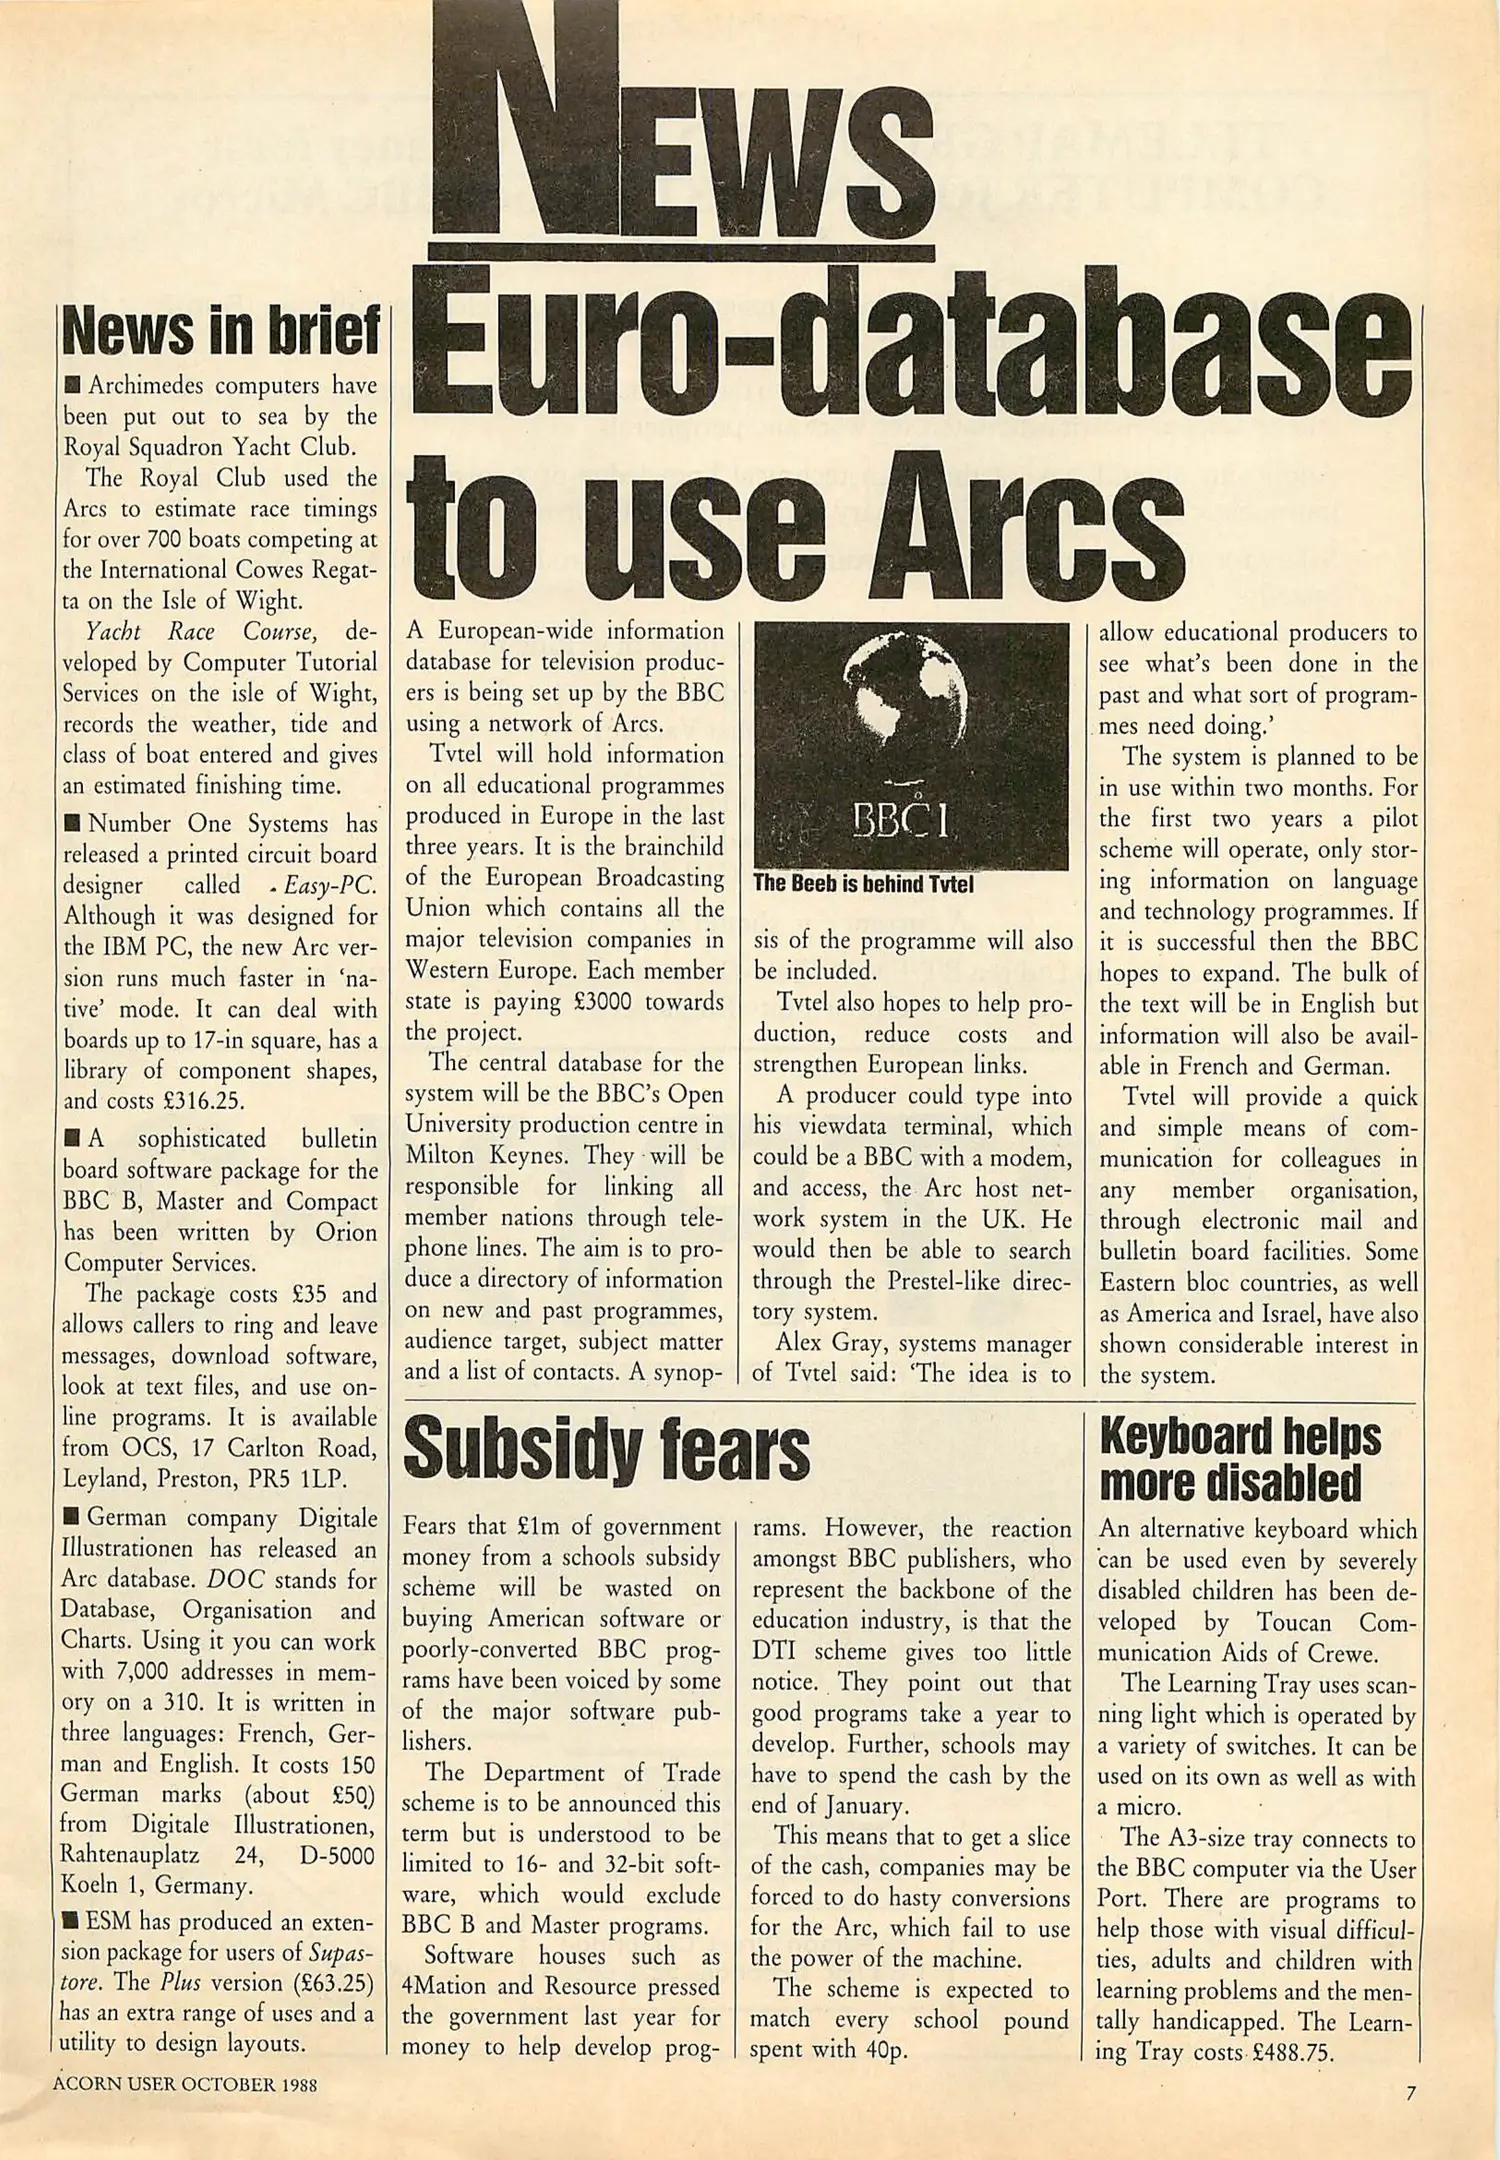 NEWS
News in brief
■ Archimedes computers have
been put out to sea by the
Royal Squadron Yacht Club.
The Royal Club used the
Arcs to estimate race timings
for over 700 boats competing at
the International Cowes Regat-
ta on the Isle of Wight.
Yacht Race Course, de-
veloped by Computer Tutorial
Services on the isle of Wight,
records the weather, tide and
class of boat entered and gives
an estimated finishing time.
■ Number One Systems has
released a printed circuit board
designer called Easy-PC.
Although it was designed for
the IBM PC, the new Arc ver-
sion runs much faster in ‘na-
tive’ mode. It can deal with
boards up to 17-in square, has a
library of component shapes,
and costs £316.25.
■ A sophisticated bulletin
board software package for the
BBC B, Master and Compact
has been written by Orion
Computer Services.
The package costs £35 and
allows callers to ring and leave
messages, download software,
look at text files, and use on-
line programs. It is available
from OCS, 17 Carlton Road,
Leyland, Preston, PR5 1LP.
■ German company Digitale
Illustrationen has released an
Arc database. DOC stands for
Database, Organisation and
Charts. Using it you can work
with 7,000 addresses in mem-
ory on a 310. It is written in
three languages: French, Ger-
man and English. It costs 150
German marks (about £50)
from Digitale Illustrationen,
Rahtenauplatz 24, D-5000
Koeln 1, Germany.
■ ESM has produced an exten-
sion package for users of Supas-
tore. The Plus version (£63.25)
has an extra range of uses and a
utility to design layouts.
Euro-database
to use Arcs
A European-wide information
database for television produc-
ers is being set up by the BBC
using a network of Arcs.
Tvtel will hold information
on all educational programmes
produced in Europe in the last
three years. It is the brainchild
of the European Broadcasting
Union which contains all the
major television companies in
Western Europe. Each member
state is paying £3000 towards
the project.
The central database for the
system will be the BBC’s Open
University production centre in
Milton Keynes. They will be
responsible for linking all
member nations through tele-
phone lines. The aim is to pro-
duce a directory of information
on new and past programmes,
audience target, subject matter
and a list of contacts. A synop-
BBC1
The Beeb is behind Tvtel
sis of the programme will also
be included.
Tvtel also hopes to help pro-
duction, reduce costs and
strengthen European links.
A producer could type into
his viewdata terminal, which
could be a BBC with a modem,
and access, the Arc host net-
work system in the UK. He
would then be able to search
through the Prestel-like direc-
tory system.
Alex Gray, systems manager
of Tvtel said: ‘The idea is to
allow educational producers to
see what’s been done in the
past and what sort of program-
mes need doing.’
The system is planned to be
in use within two months. For
the first two years a pilot
scheme will operate, only stor-
ing information on language
and technology programmes. If
it is successful then the BBC
hopes to expand. The bulk of
the text will be in English but
information will also be avail-
able in French and German.
Tvtel will provide a quick
and simple means of com-
munication for colleagues in
any member organisation,
through electronic mail and
bulletin board facilities. Some
Eastern bloc countries, as well
as America and Israel, have also
shown considerable interest in
the system.
Subsidy fears
Fears that £1m of government
money from a schools subsidy
scheme will be wasted on
buying American software or
poorly-converted BBC prog-
rams have been voiced by some
of the major software pub-
lishers.
The Department of Trade
scheme is to be announced this
term but is understood to be
limited to 16- and 32-bit soft-
ware, which would exclude
BBC B and Master programs.
Software houses such as
4Mation and Resource pressed
the government last year for
money to help develop prog-
rams. However, the reaction
amongst BBC publishers, who
represent the backbone of the
education industry, is that the
DTI scheme gives too little
notice. They point out that
good programs take a year to
develop. Further, schools may
have to spend the cash by the
end of January.
This means that to get a slice
of the cash, companies may be
forced to do hasty conversions
for the Arc, which fail to use
the power of the machine.
The scheme is expected to
match every school pound
spent with 40p.
Keyboard helps
more disabled
An alternative keyboard which
can be used even by severely
disabled children has been de-
veloped by Toucan Com-
munication Aids of Crewe.
The Learning Tray uses scan-
ning light which is operated by
a variety of switches. It can be
used on its own as well as with
a micro.
The A3-size tray connects to
the BBC computer via the User
Port. There are programs to
help those with visual difficul-
ties, adults and children with
learning problems and the men-
tally handicapped. The Learn-
ing Tray costs £488.75.
ACORN USER OCTOBER 1988
7